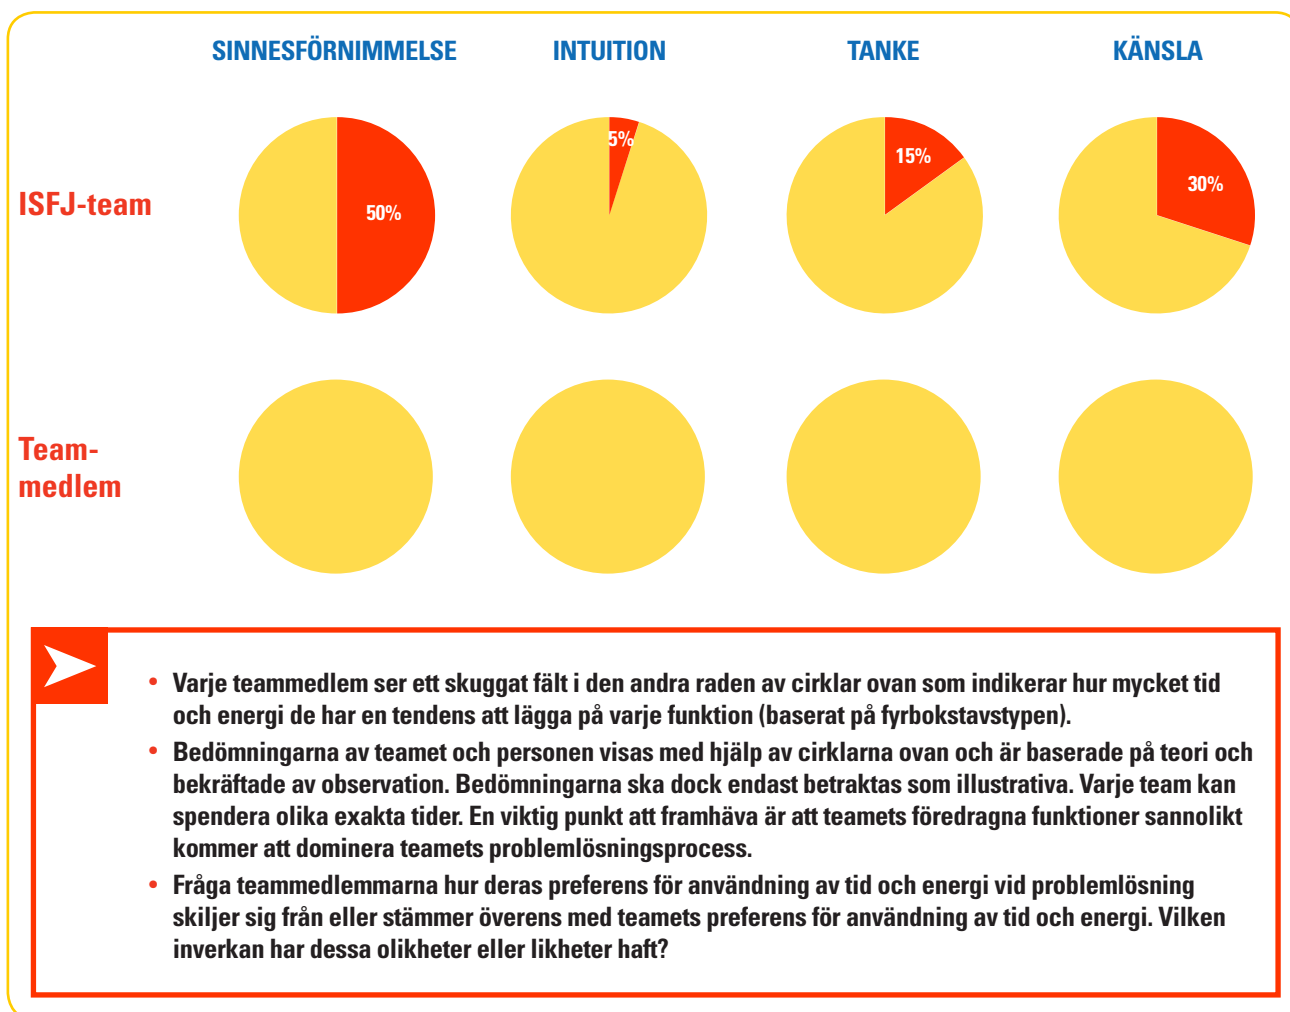 SINNESFÖRNIMMELSE INTUITION TANKE KÄNSLA
ISFJ-team
50% 5% 15% 30%
Team-
medlem
• Varje teammedlem ser ett skuggat fält i den andra raden av cirklar ovan som indikerar hur mycket tid
och energi de har en tendens att lägga på varje funktion (baserat på fyrbokstavstypen).
• Bedömningarna av teamet och personen visas med hjälp av cirklarna ovan och är baserade på teori och
bekräftade av observation. Bedömningarna ska dock endast betraktas som illustrativa. Varje team kan
spendera olika exakta tider. En viktig punkt att framhäva är att teamets föredragna funktioner sannolikt
kommer att dominera teamets problemlösningsprocess.
• Fråga teammedlemmarna hur deras preferens för användning av tid och energi vid problemlösning
skiljer sig från eller stämmer överens med teamets preferens för användning av tid och energi. Vilken
inverkan har dessa olikheter eller likheter haft?